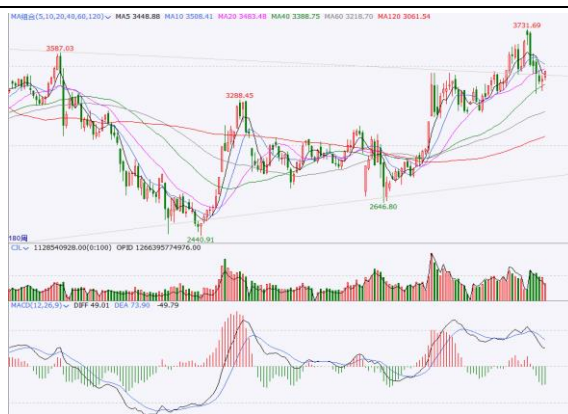 MA组合(5,10,20,40,60,120) MA5 3448.88 MA10 3508.41 MA20 3483.48 MA40 3388.75 MA60 3218.70 MA120 3061.54
3731.69
3587.03
3288.45
2646.80
2440.91
180周
CJL 1128540928.00(0:100) OPID 1266395774976.00
MACD(12,26,9) DIFF 49.01 DEA 73.90 -49.79